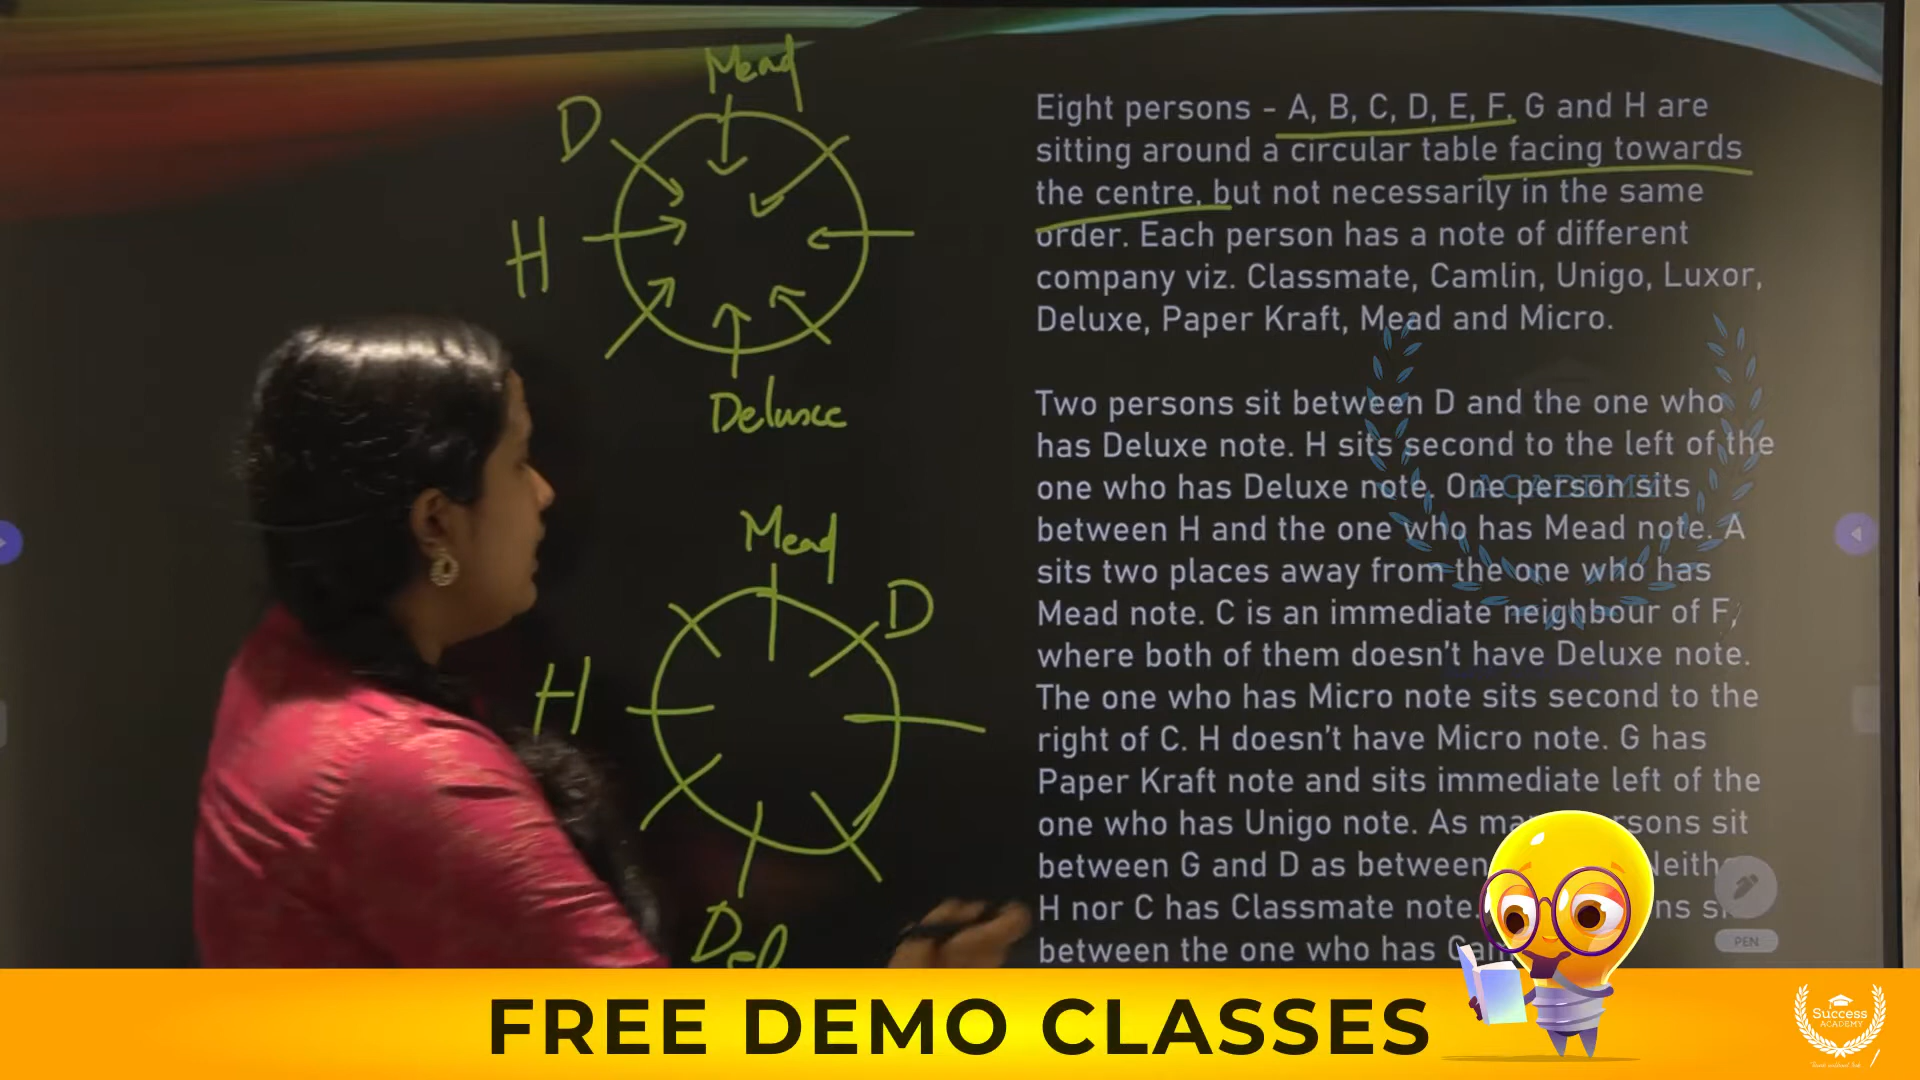 Mead
D
H
Deluxe
Mead
D
H
Del
Eight persons - A, B, C, D, E, F, G and H are
sitting around a circular table facing towards
the centre, but not necessarily in the same
order. Each person has a note of different
company viz. Classmate, Camlin, Unigo, Luxor,
Deluxe, Paper Kraft, Mead and Micro.
Two persons sit between D and the one who
has Deluxe note. H sits second to the left of the
one who has Deluxe note. One person sits
between H and the one who has Mead note. A
sits two places away from the one who has
Mead note. C is an immediate neighbour of F,
where both of them doesn't have Deluxe note.
The one who has Micro note sits second to the
right of C. H doesn't have Micro note. G has
Paper Kraft note and sits immediate left of the
one who has Unigo note. As sit
between G and D as between
H nor C has Classmate note.
between the one who has
ACADEMY
PEN
FREE DEMO CLASSES
Success
ACADEMY